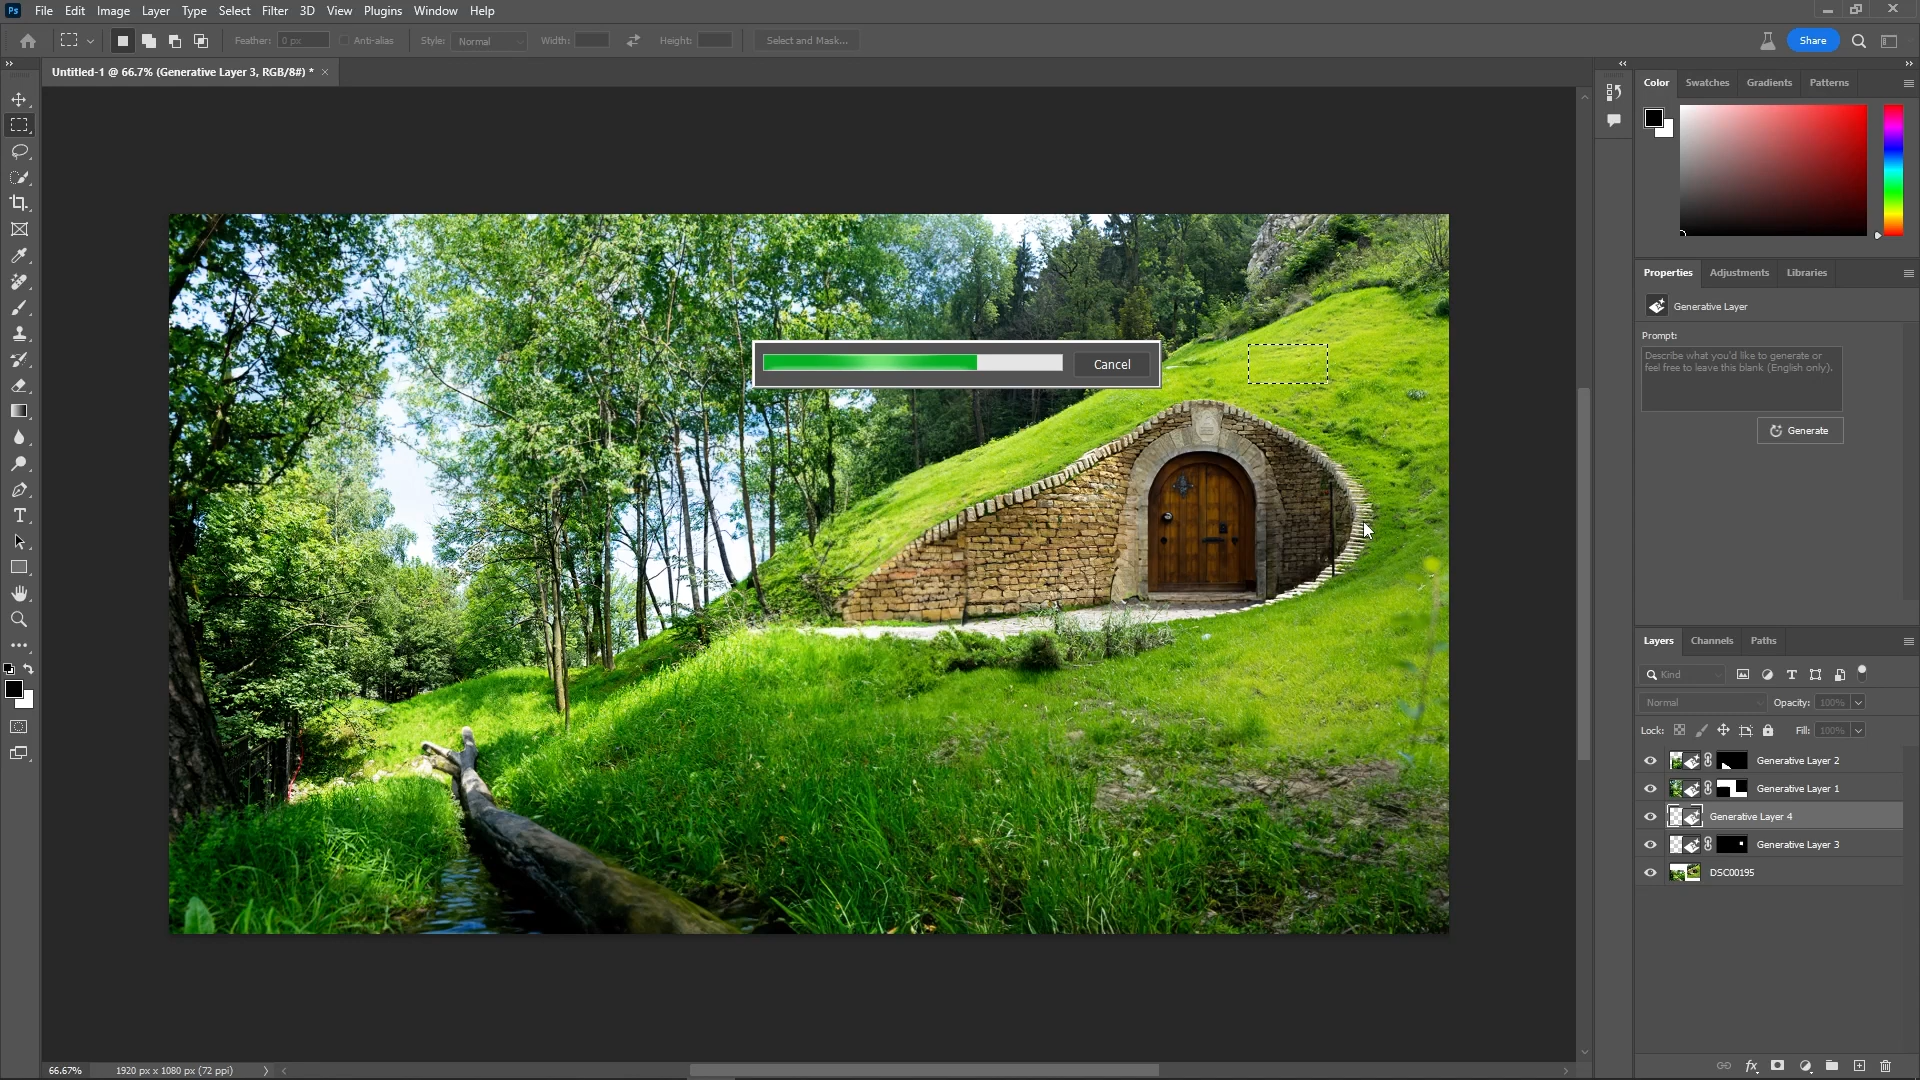 Ps File Edit Image Layer Type Select Filter 3D View Plugins Window Help
Feather: 0 px Anti-alias Style: Normal Width: Height: Select and Mask... Share
Untitled-1 @ 66.7% (Generative Layer 3, RGB/8#) * ×
Color Swatches Gradients Patterns
Properties Adjustments Libraries
Generative Layer
Prompt:
Describe what you'd like to generate or
feel free to leave this blank (English only).
Cancel
Generate
Layers Channels Paths
Kind
Normal Opacity: 100%
Lock: Fill: 100%
Generative Layer 2
Generative Layer 1
Generative Layer 4
Generative Layer 3
DSC00195
66.67% 1920 px x 1080 px (72 ppi)